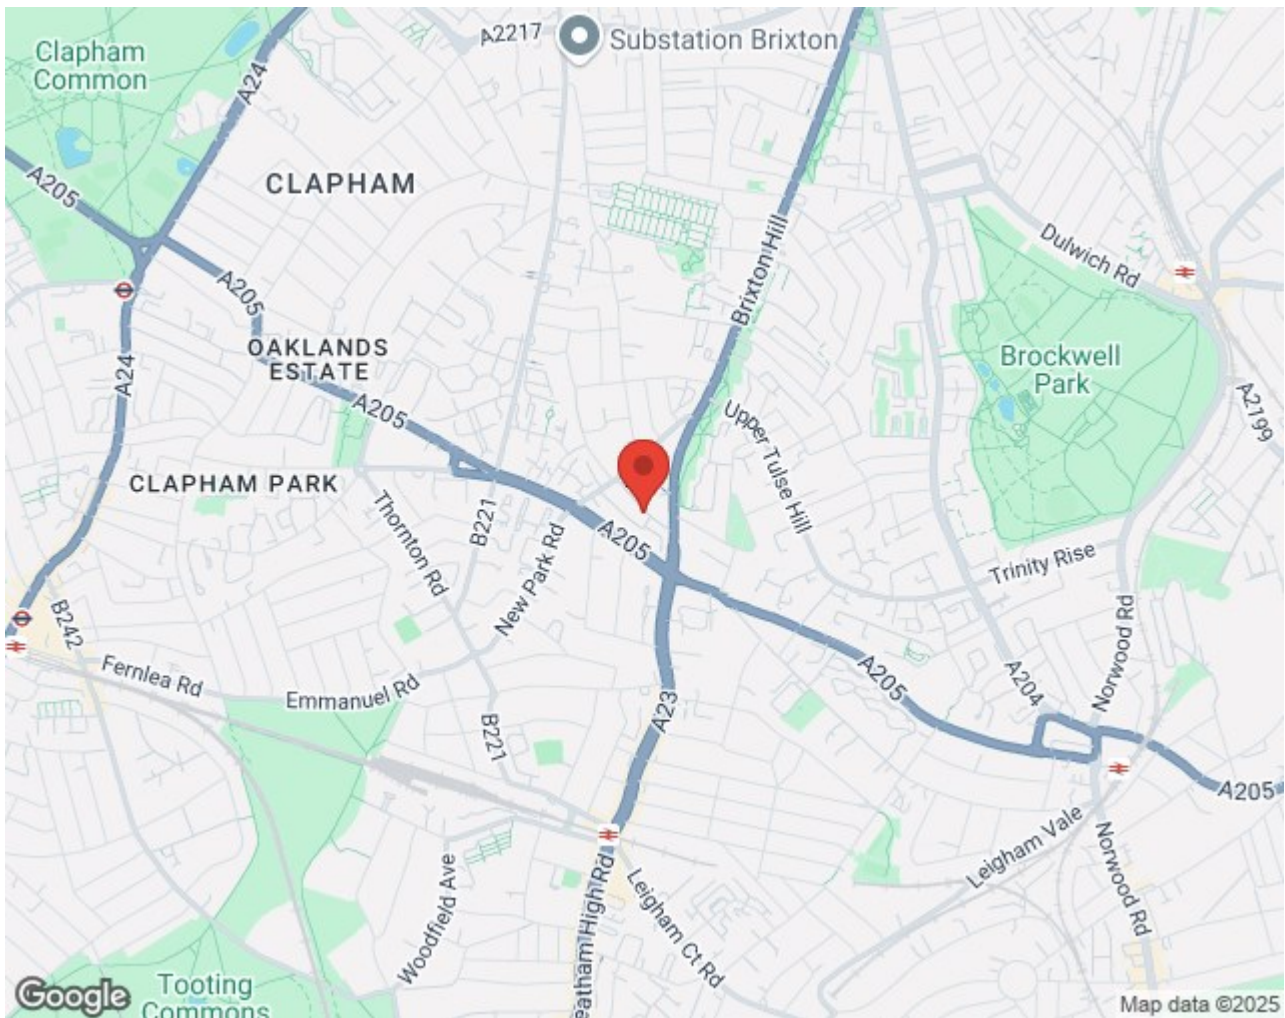 Clapham
Common
A24
A2217
Substation Brixton
A205
CLAPHAM
Dulwich Rd
A205
Brixton Hill
OAKLANDS
ESTATE
A24
A205
Brockwell
Park
A2199
Upper Tulse Hill
CLAPHAM PARK
Thornton Rd
B221
New Park Rd
A205
Trinity Rise
B242
Norwood Rd
Fernlea Rd
Emmanuel Rd
A23
A205
A204
B221
A205
Leigham Vale
Norwood Rd
Woodfield Ave
Leigham Ct Rd
eatham High Rd
Tooting
Commons
Google
Map data ©2025